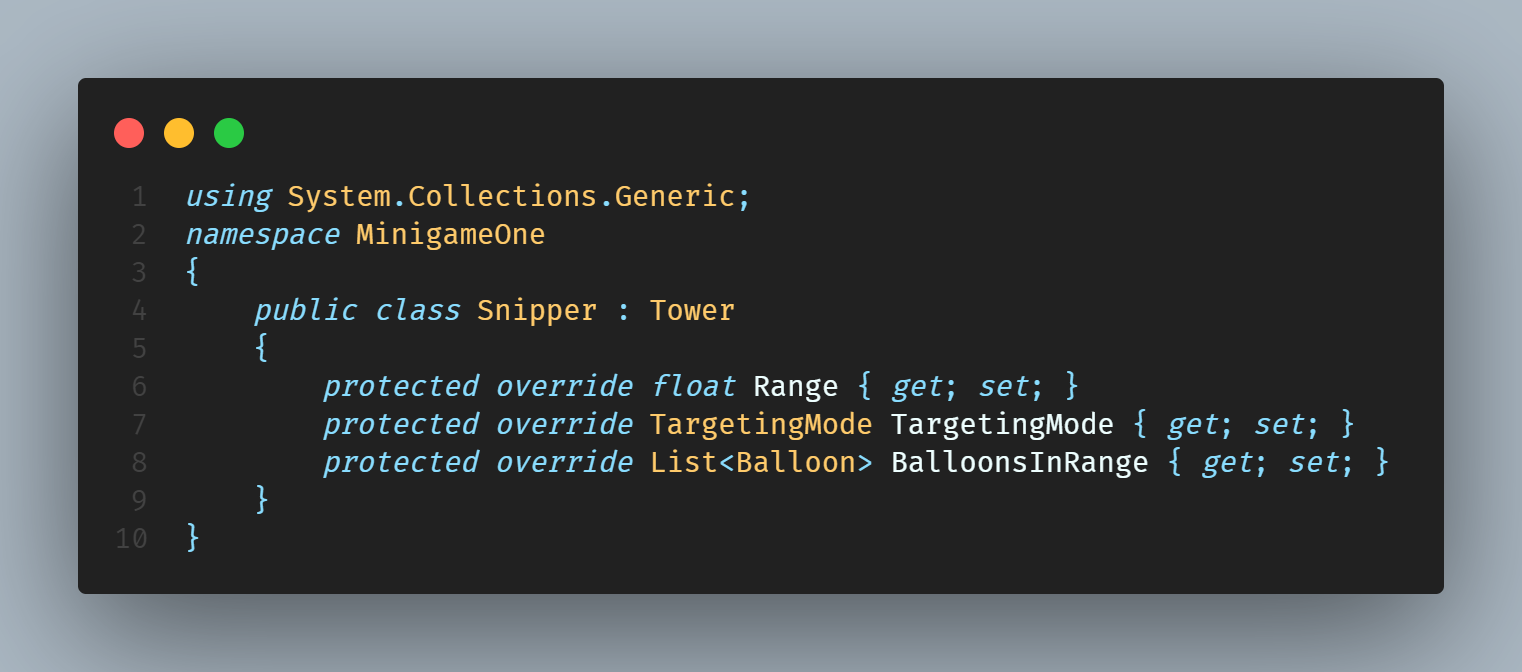 1 using System.Collections.Generic;
2 namespace MinigameOne
3 {
4     public class Snipper : Tower
5     {
6         protected override float Range { get; set; }
7         protected override TargetingMode TargetingMode { get; set; }
8         protected override List<Balloon> BalloonsInRange { get; set; }
9     }
10 }